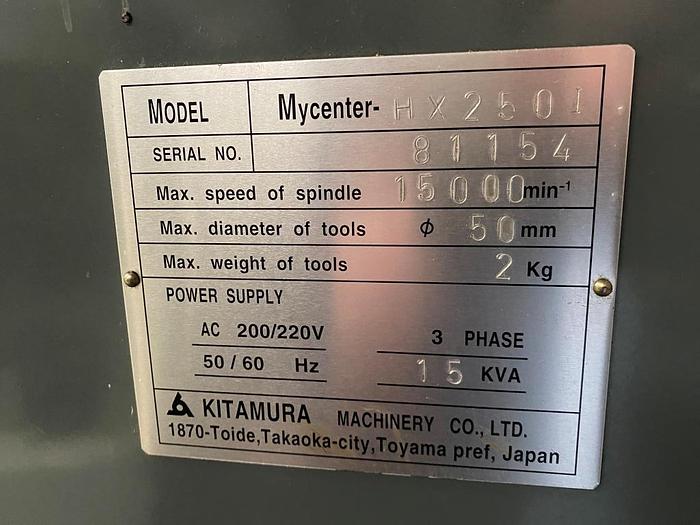 MODEL Mycenter- HX250I
SERIAL NO. 81154
Max. speed of spindle 15000 min⁻¹
Max. diameter of tools ϕ 50 mm
Max. weight of tools 2 Kg
POWER SUPPLY
AC 200/220V 3 PHASE
50 / 60 Hz 15 KVA
KITAMURA MACHINERY CO., LTD.
1870-Toide,Takaoka-city,Toyama pref, Japan